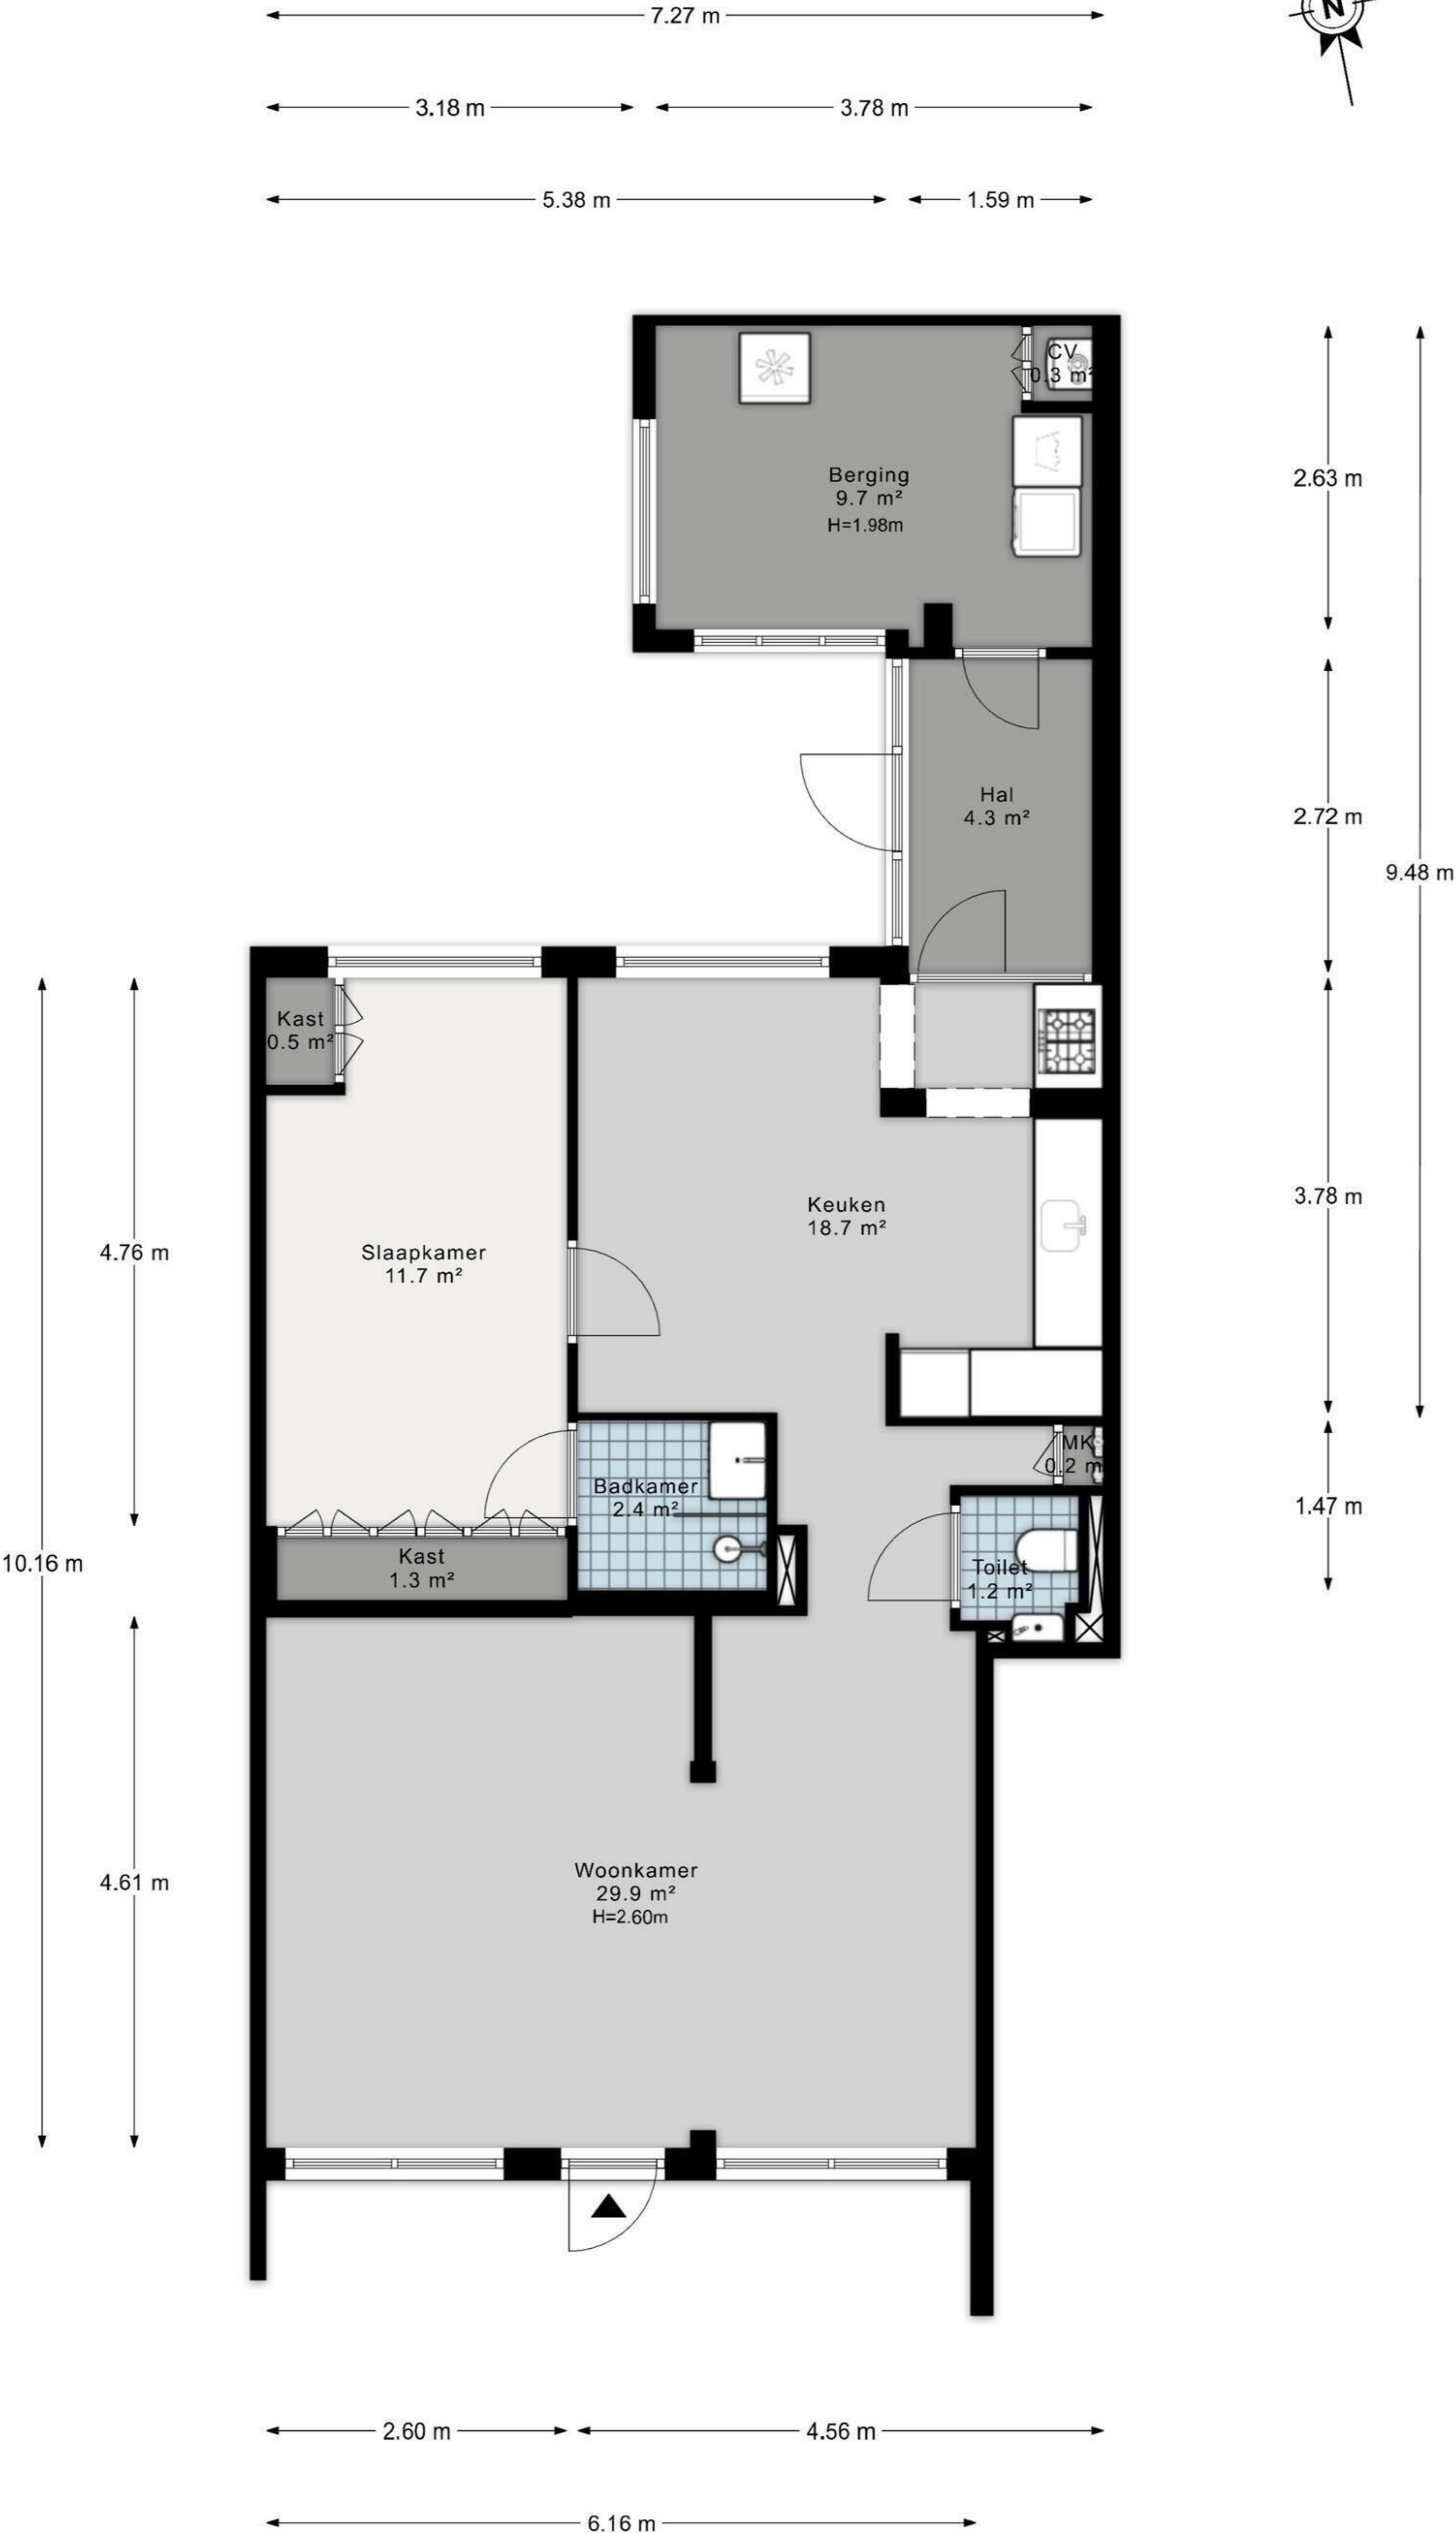 7.27 m
N
3.18 m
3.78 m
5.38 m
1.59 m
CV
0.3 m²
Berging
9.7 m²
H=1.98m
2.63 m
Hal
4.3 m²
2.72 m
9.48 m
Kast
0.5 m²
Keuken
18.7 m²
3.78 m
Slaapkamer
11.7 m²
4.76 m
MK
0.2 m
Badkamer
2.4 m²
1.47 m
Kast
1.3 m²
Toilet
1.2 m²
10.16 m
4.61 m
Woonkamer
29.9 m²
H=2.60m
2.60 m
4.56 m
6.16 m